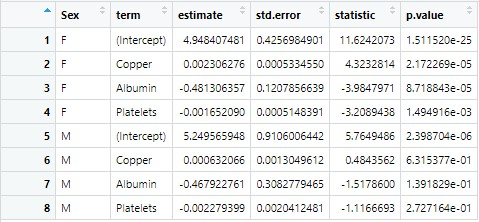 Sex term estimate std.error statistic p.value
1 F (Intercept) 4.948407481 0.4256984901 11.6242073 1.511520e-25
2 F Copper 0.002306276 0.0005334550 4.3232814 2.172269e-05
3 F Albumin -0.481306357 0.1207856639 -3.9847971 8.718843e-05
4 F Platelets -0.001652090 0.0005148391 -3.2089438 1.494916e-03
5 M (Intercept) 5.249565948 0.9106006442 5.7649486 2.398704e-06
6 M Copper 0.000632066 0.0013049612 0.4843562 6.315377e-01
7 M Albumin -0.467922761 0.3082779465 -1.5178600 1.391829e-01
8 M Platelets -0.002279399 0.0020412481 -1.1166693 2.727164e-01